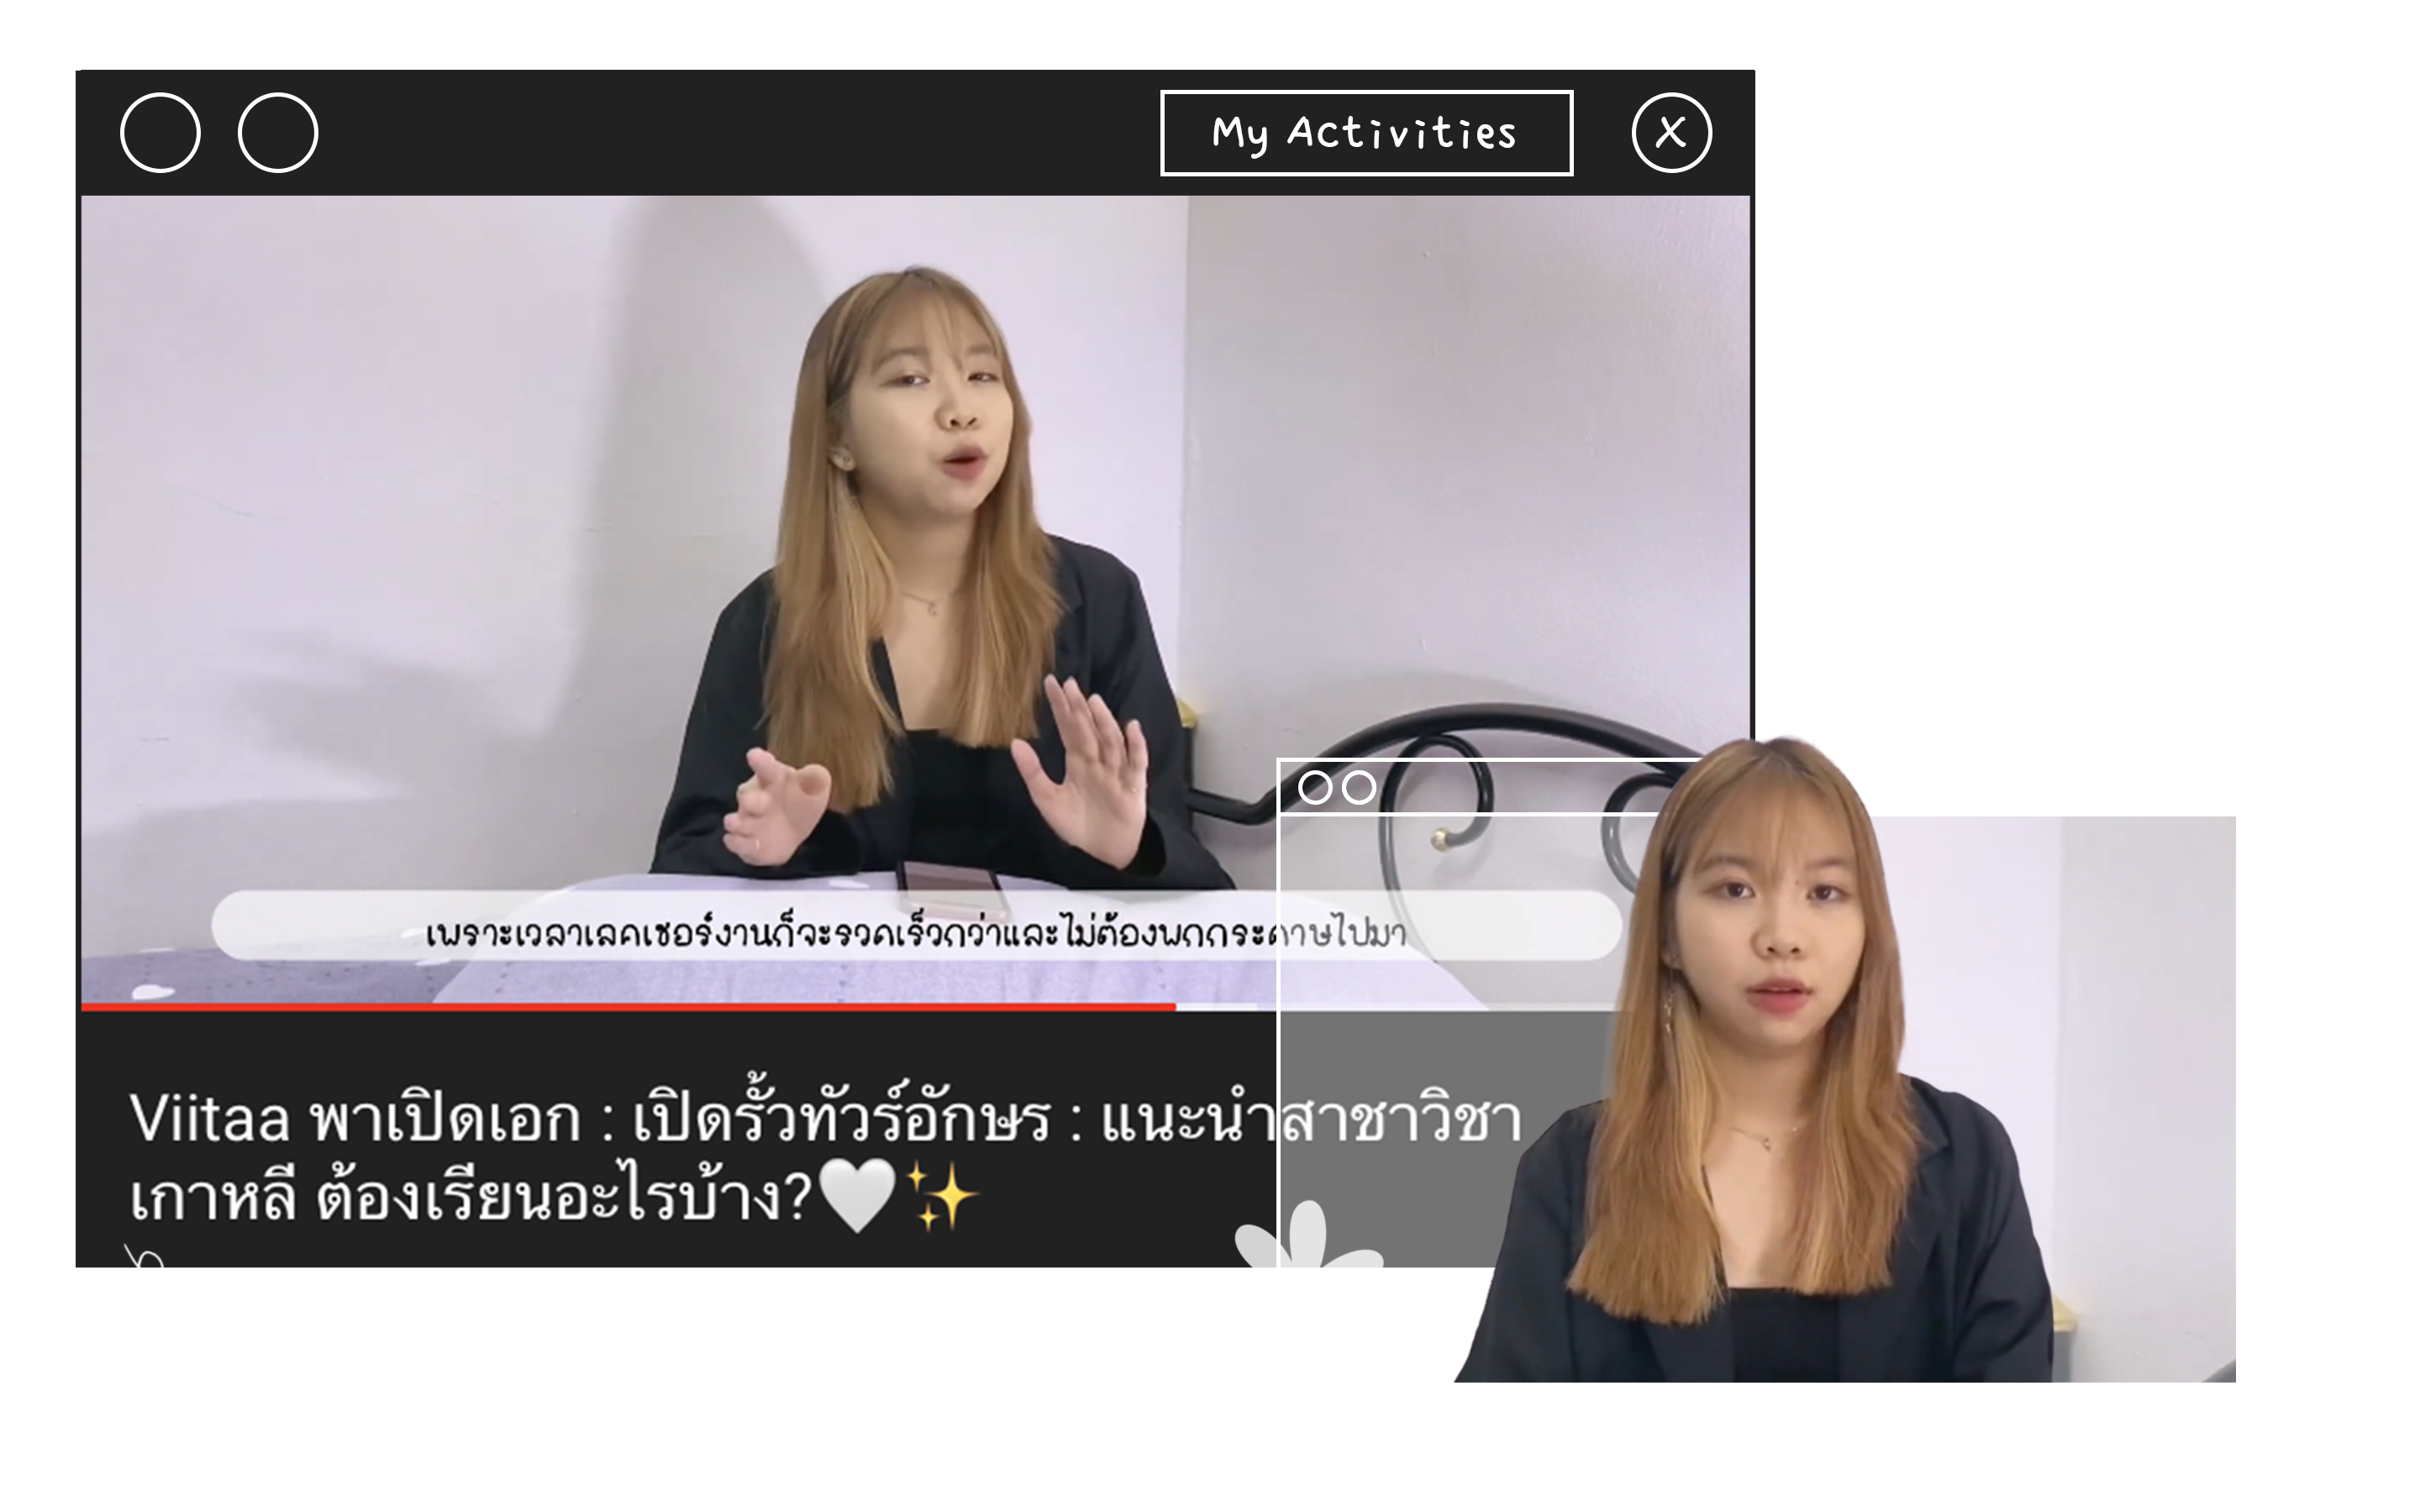 My Activities
X
เพราะเวลาเลคเชอร์งานก็จะรวดเร็วกว่าและไม่ต้องพกกระดาษไปมา
Viitaa พาเปิดเอก : เปิดรั้วทัวร์อักษร : แนะนำสาขาวิชา
เกาหลี ต้องเรียนอะไรบ้าง?🤍✨